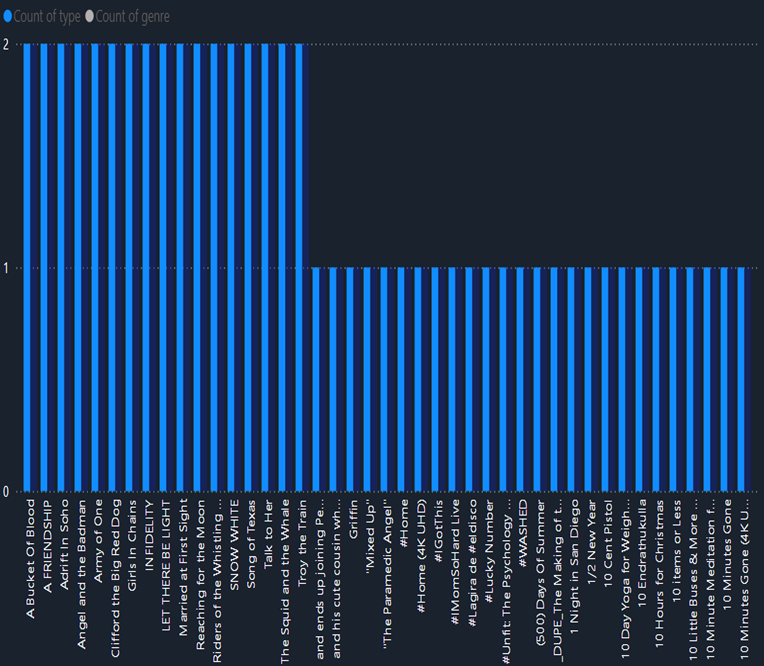 Count of type Count of genre
2
1
0
A Bucket Of Blood
A FRIENDSHIP
Adrift In Soho
Angel and the Badman
Army of One
Clifford the Big Red Dog
Girls In Chains
INFIDELITY
LET THERE BE LIGHT
Married at First Sight
Reaching for the Moon
Riders of the Whistling ...
SNOW WHITE
Song of Texas
Talk to Her
The Squid and the Whale
Troy the Train
and ends up joining Pe...
and his cute cousin wh...
Griffin
"Mixed Up"
"The Paramedic Angel"
#Home
#Home (4K UHD)
#IGotThis
#IMomSoHard Live
#Lagira de #eldisco
#Lucky Number
#Unfit: The Psychology ...
#WASHED
(500) Days Of Summer
_DUPE_The Making of t...
1 Night in San Diego
1/2 New Year
10 Cent Pistol
10 Day Yoga for Weigh...
10 Endrathukulla
10 Hours for Christmas
10 items or Less
10 Little Buses & More ...
10 Minute Meditation f...
10 Minutes Gone
10 Minutes Gone (4K U...